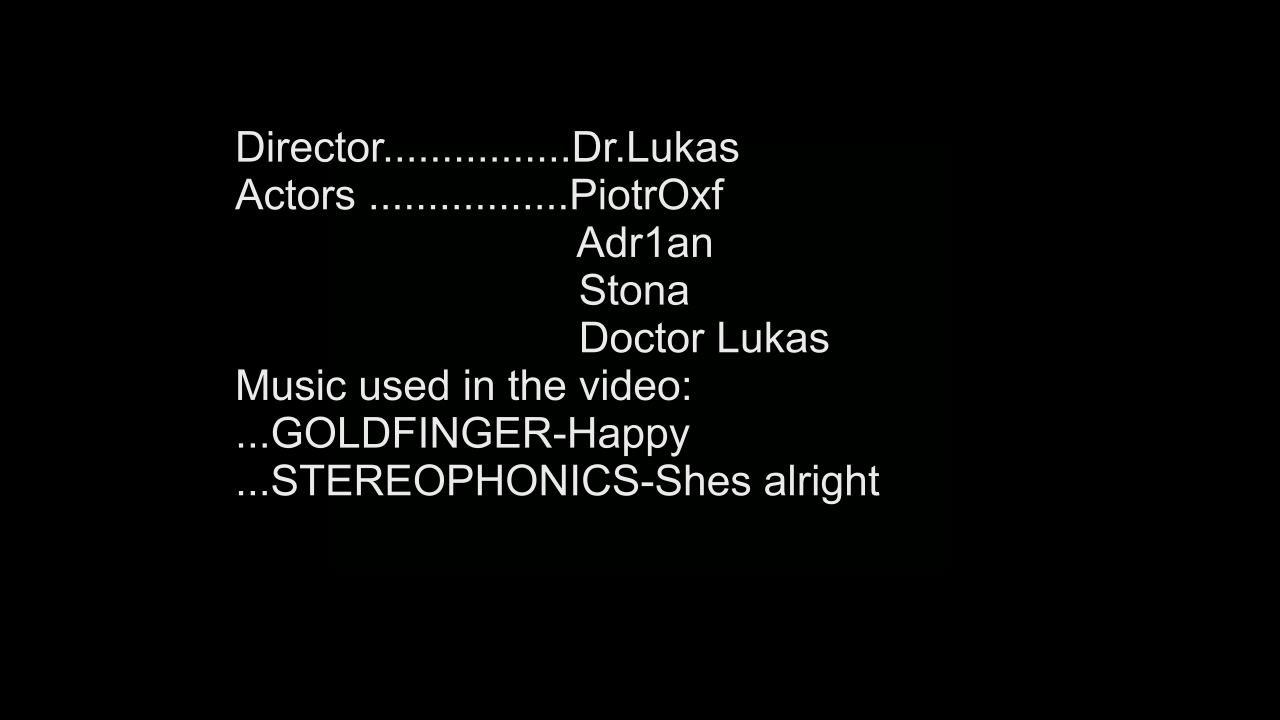 Director................Dr.Lukas
Actors .................PiotrOxf
Adr1an
Stona
Doctor Lukas
Music used in the video:
...GOLDFINGER-Happy
...STEREOPHONICS-Shes alright